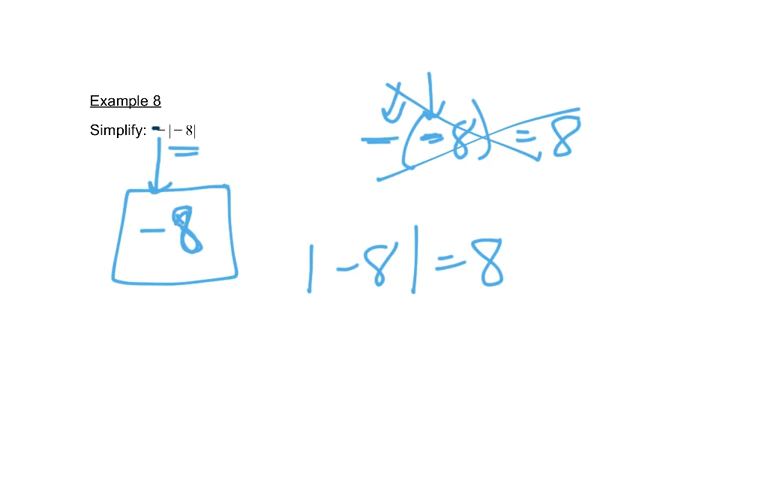 Example 8
Simplify: -|-8|
-8
-(-8) = 8
|-8| = 8